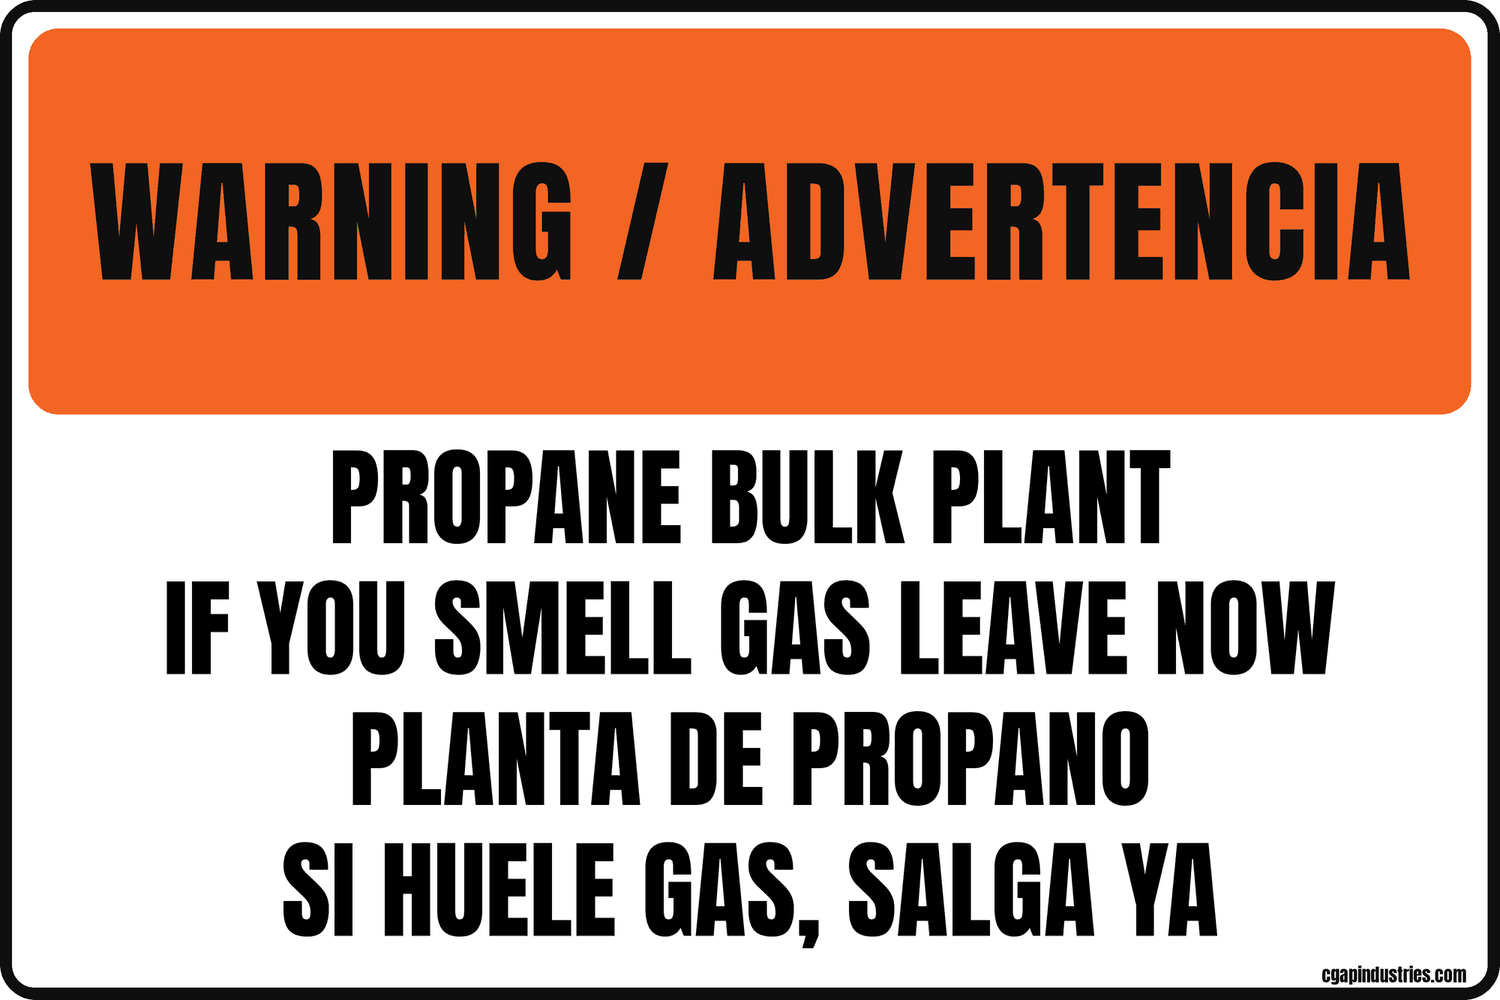 WARNING / ADVERTENCIA
PROPANE BULK PLANT
IF YOU SMELL GAS LEAVE NOW
PLANTA DE PROPANO
SI HUELE GAS, SALGA YA
cgapindustries.com